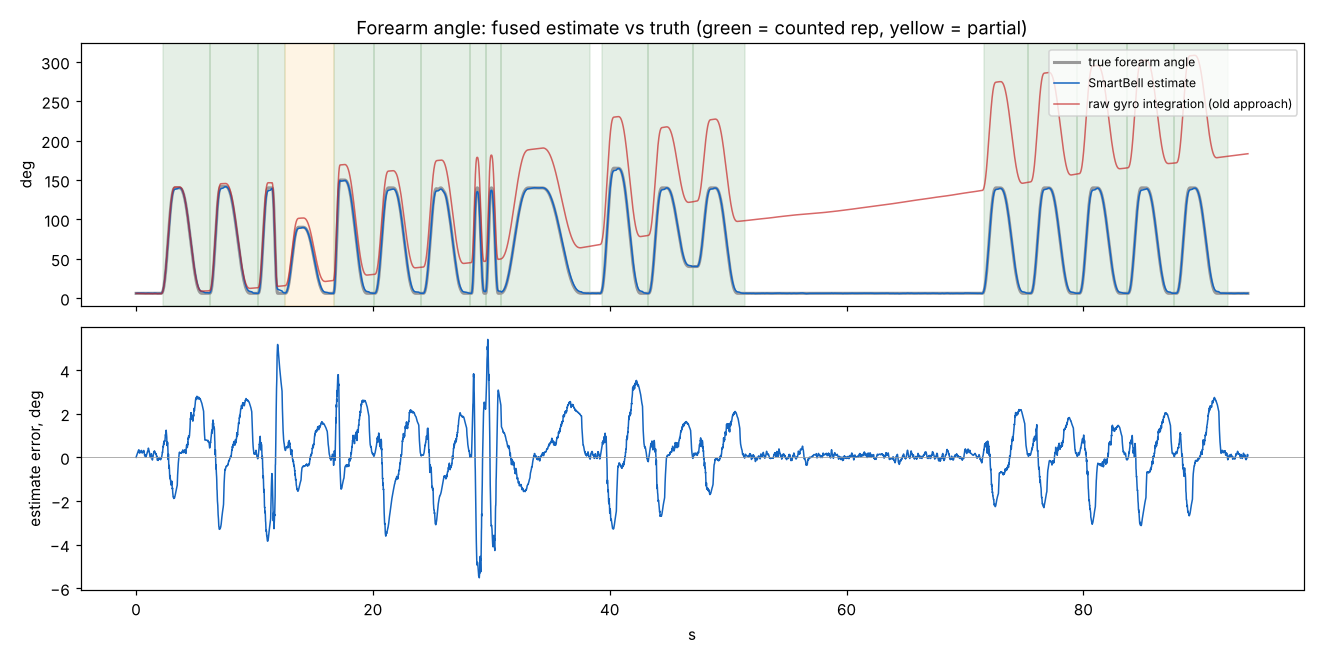 Forearm angle: fused estimate vs truth (green = counted rep, yellow = partial)
true forearm angle
SmartBell estimate
raw gyro integration (old approach)
deg
300
250
200
150
100
50
0
estimate error, deg
4
2
0
−2
−4
−6
0 20 40 60 80
s